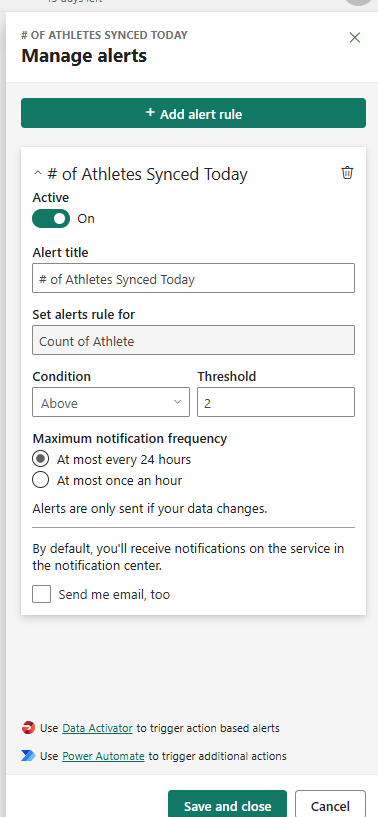 # OF ATHLETES SYNCED TODAY
Manage alerts
+ Add alert rule
# of Athletes Synced Today
Active
On
Alert title
# of Athletes Synced Today
Set alerts rule for
Count of Athlete
Condition
Threshold
Above
2
Maximum notification frequency
At most every 24 hours
At most once an hour
Alerts are only sent if your data changes.
By default, you'll receive notifications on the service in
the notification center.
Send me email, too
Use Data Activator to trigger action based alerts
Use Power Automate to trigger additional actions
Save and close
Cancel